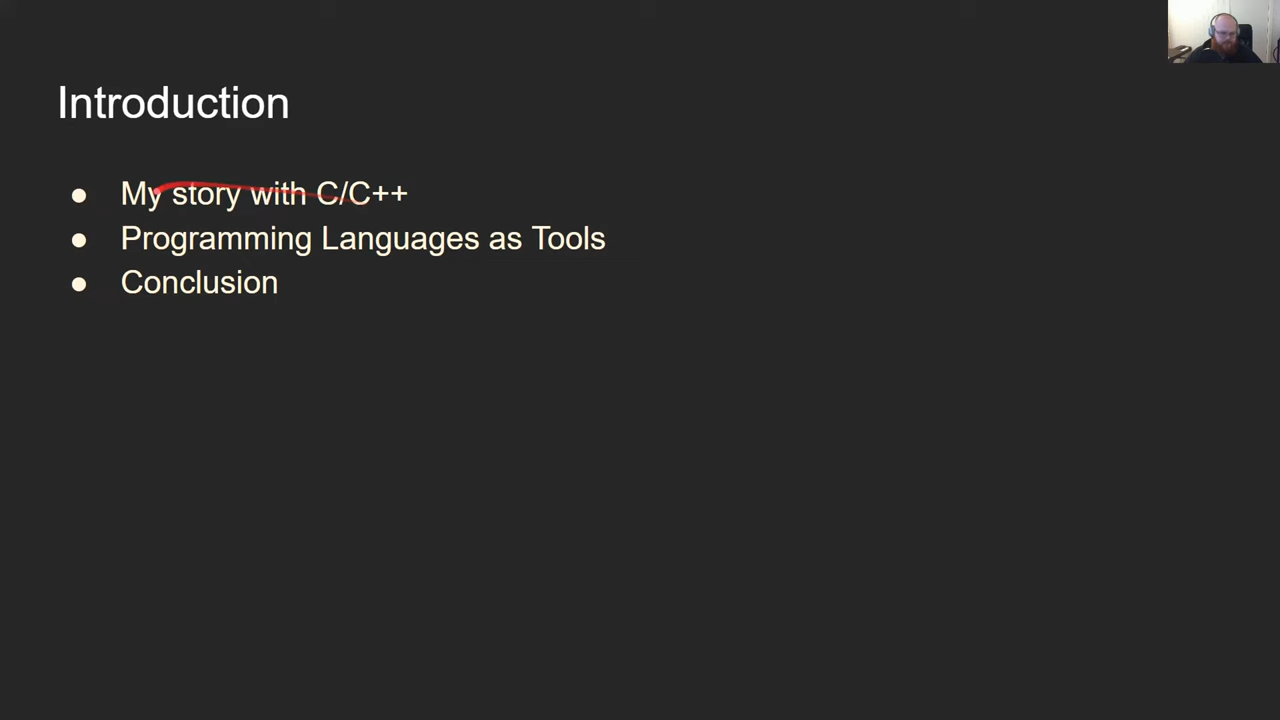 Introduction
● My story with C/C++
● Programming Languages as Tools
● Conclusion